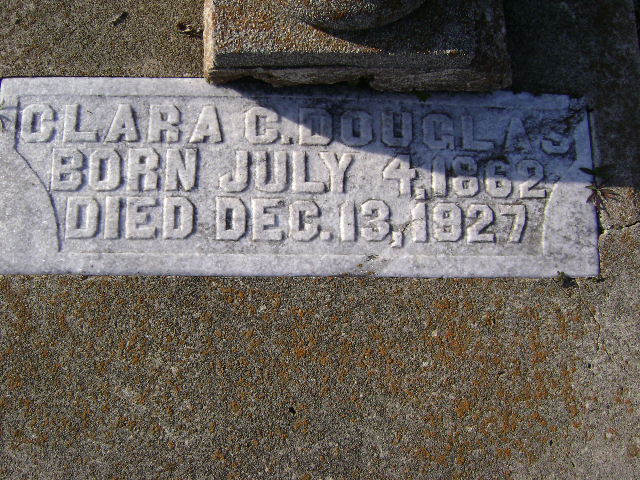 CLARA C. DOUGLAS
BORN JULY 4, 1862
DIED DEC. 13, 1927